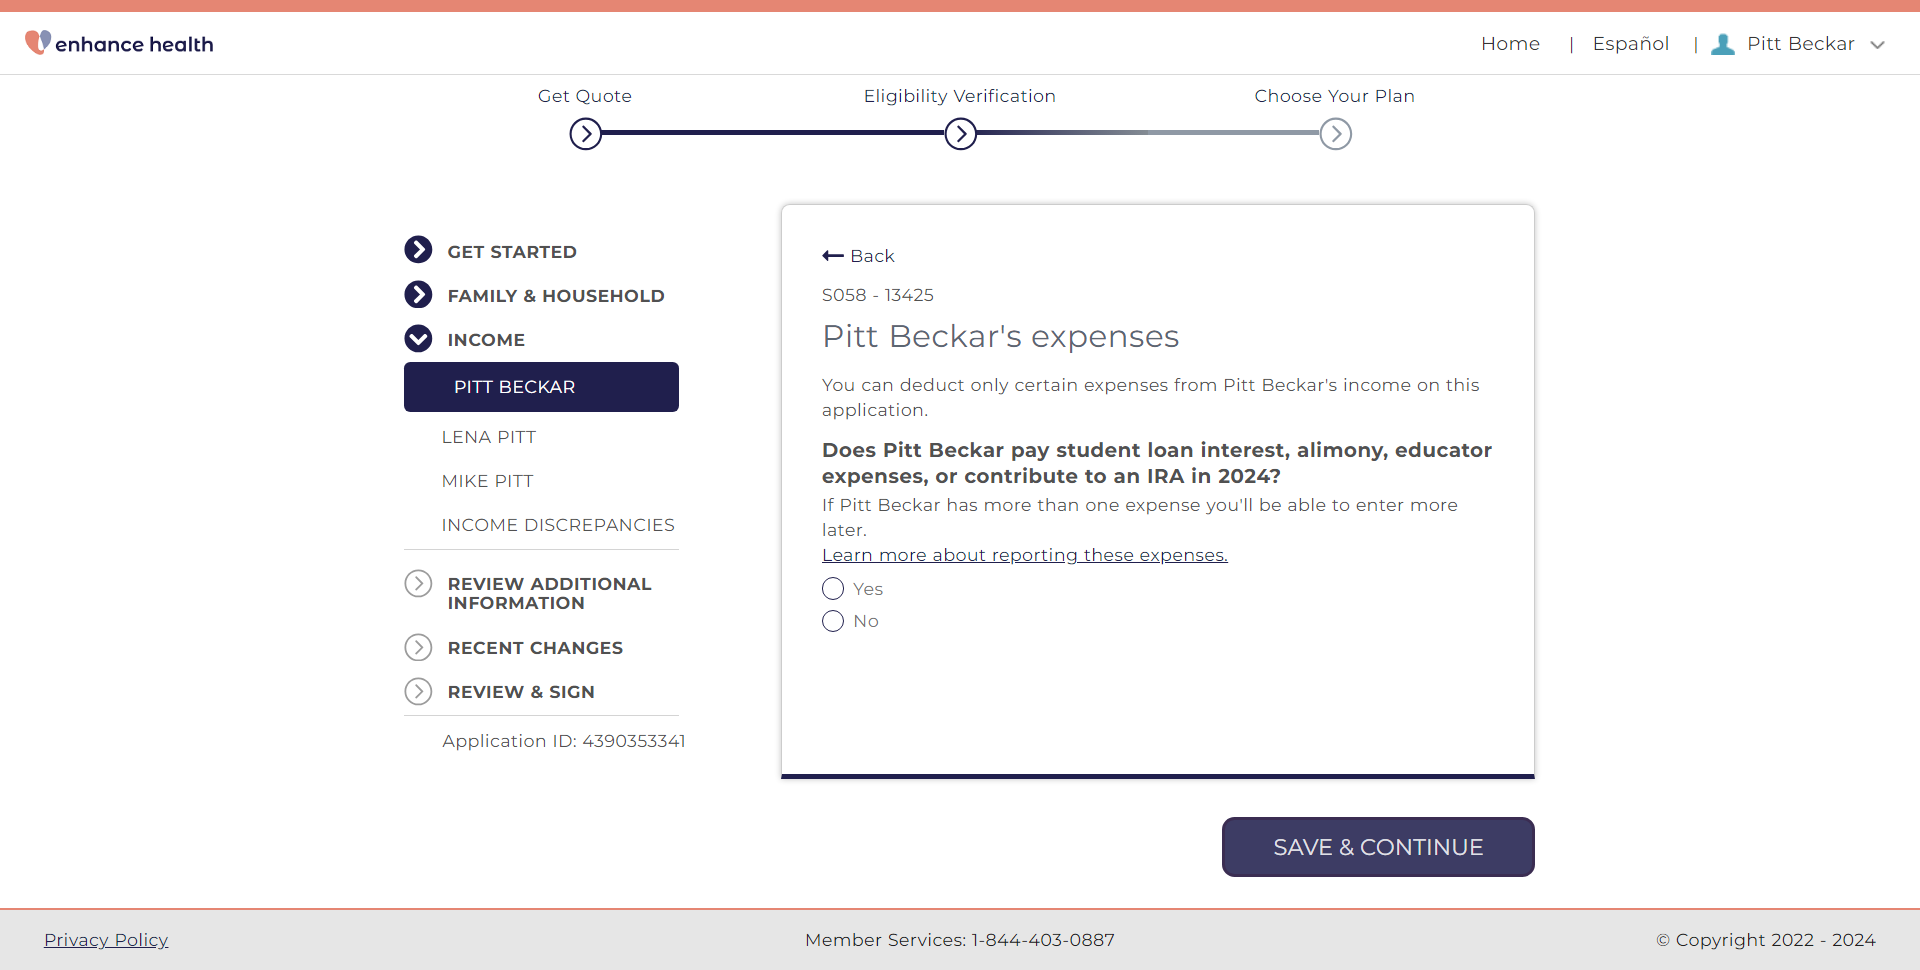 enhance health
Home | Español | Pitt Beckar
Get Quote
Eligibility Verification
Choose Your Plan
GET STARTED
FAMILY & HOUSEHOLD
INCOME
PITT BECKAR
LENA PITT
MIKE PITT
INCOME DISCREPANCIES
REVIEW ADDITIONAL
INFORMATION
RECENT CHANGES
REVIEW & SIGN
Application ID: 4390353341
Back
S058 - 13425
Pitt Beckar's expenses
You can deduct only certain expenses from Pitt Beckar's income on this
application.
Does Pitt Beckar pay student loan interest, alimony, educator
expenses, or contribute to an IRA in 2024?
If Pitt Beckar has more than one expense you'll be able to enter more
later.
Learn more about reporting these expenses.
Yes
No
SAVE & CONTINUE
Privacy Policy
Member Services: 1-844-403-0887
© Copyright 2022 - 2024